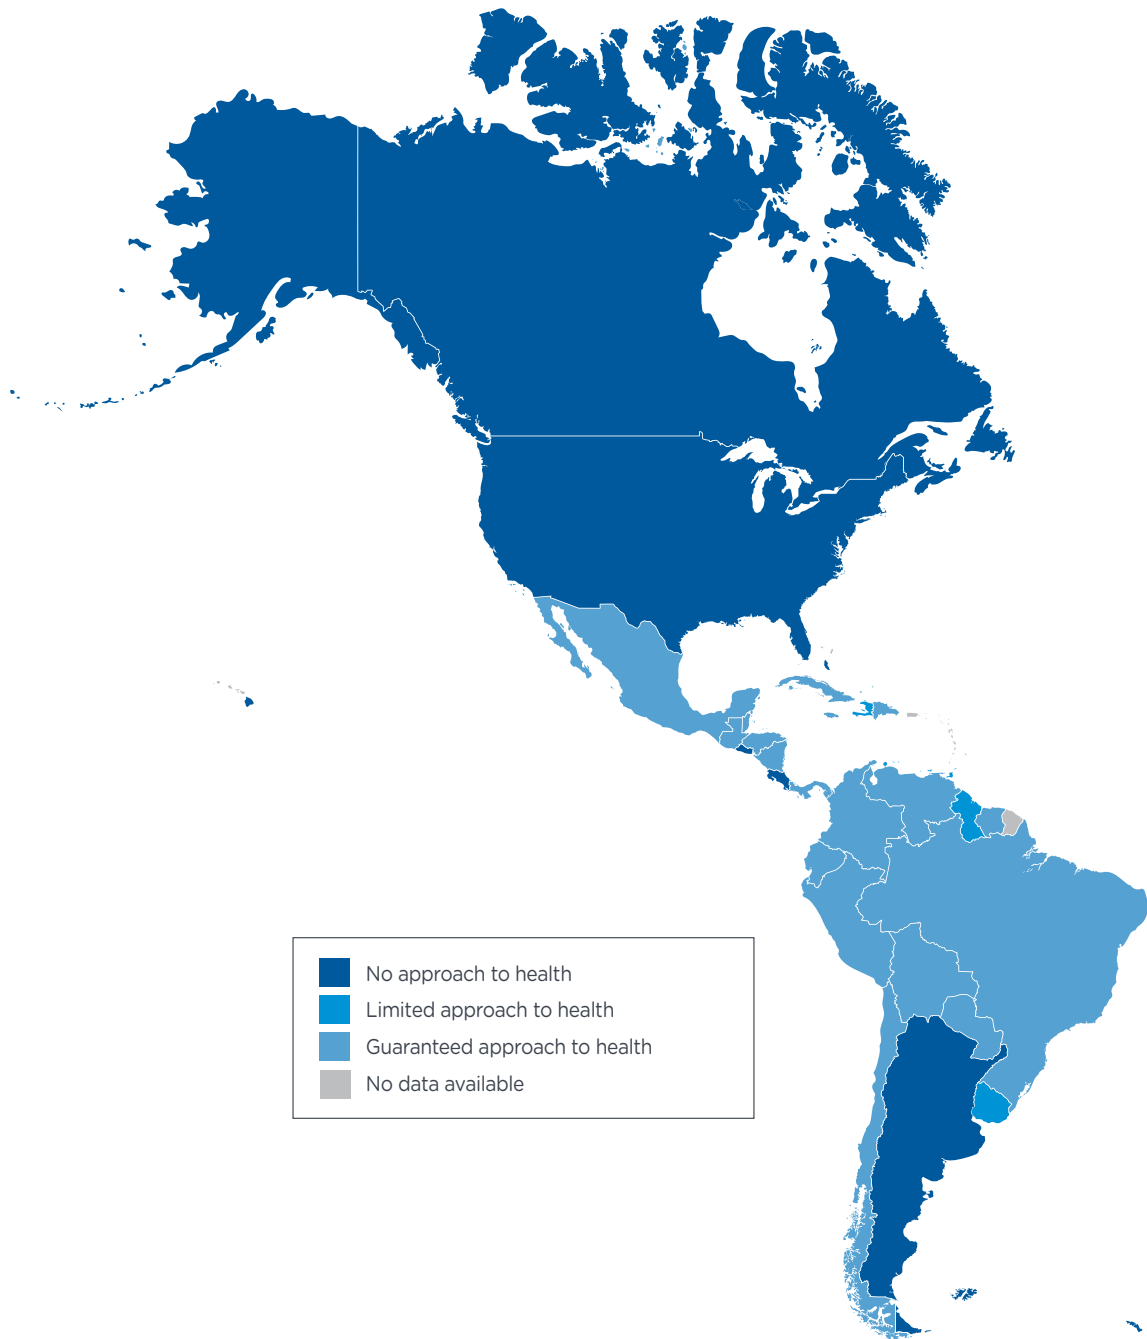 No approach to health
Limited approach to health
Guaranteed approach to health
No data available